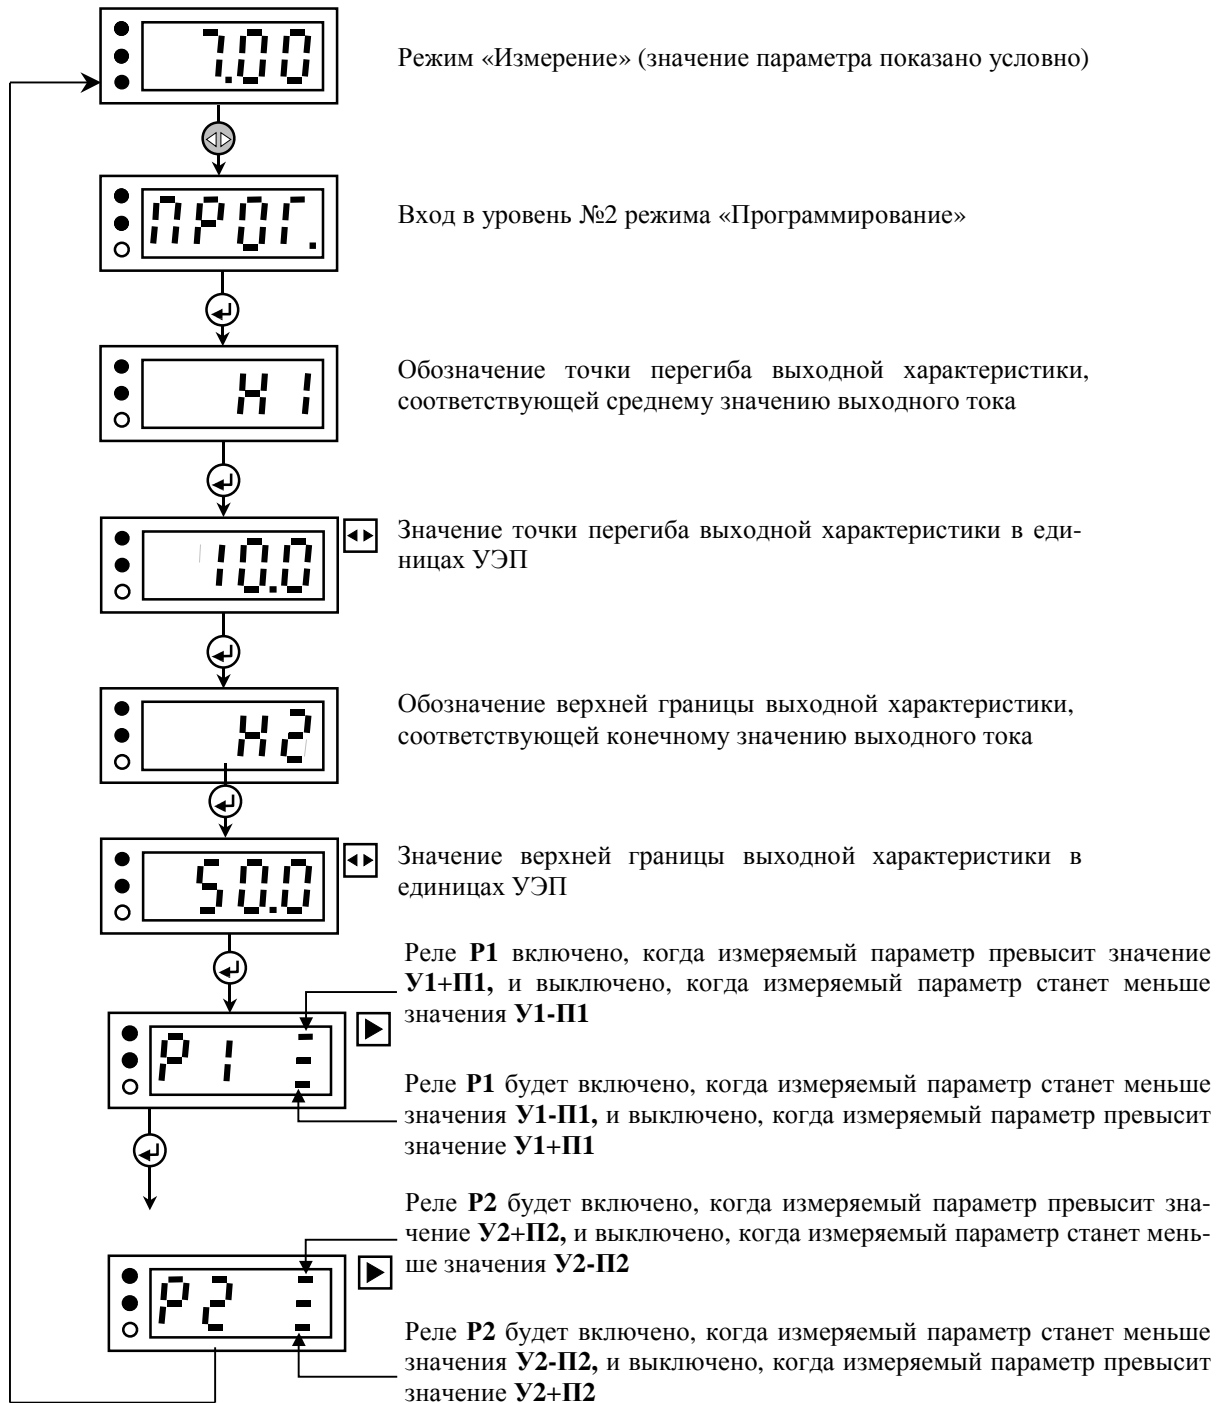 7.00
Режим «Измерение» (значение параметра показано условно)
ПРОГ.
Вход в уровень №2 режима «Программирование»
Н1
Обозначение точки перегиба выходной характеристики,
соответствующей среднему значению выходного тока
10.0
Значение точки перегиба выходной характеристики в еди-
ницах УЭП
Н2
Обозначение верхней границы выходной характеристики,
соответствующей конечному значению выходного тока
50.0
Значение верхней границы выходной характеристики в
единицах УЭП
Р1
Реле Р1 включено, когда измеряемый параметр превысит значение
У1+П1, и выключено, когда измеряемый параметр станет меньше
значения У1-П1
Реле Р1 будет включено, когда измеряемый параметр станет меньше
значения У1-П1, и выключено, когда измеряемый параметр превысит
значение У1+П1
Р2
Реле Р2 будет включено, когда измеряемый параметр превысит зна-
чение У2+П2, и выключено, когда измеряемый параметр станет мень-
ше значения У2-П2
Реле Р2 будет включено, когда измеряемый параметр станет меньше
значения У2-П2, и выключено, когда измеряемый параметр превысит
значение У2+П2